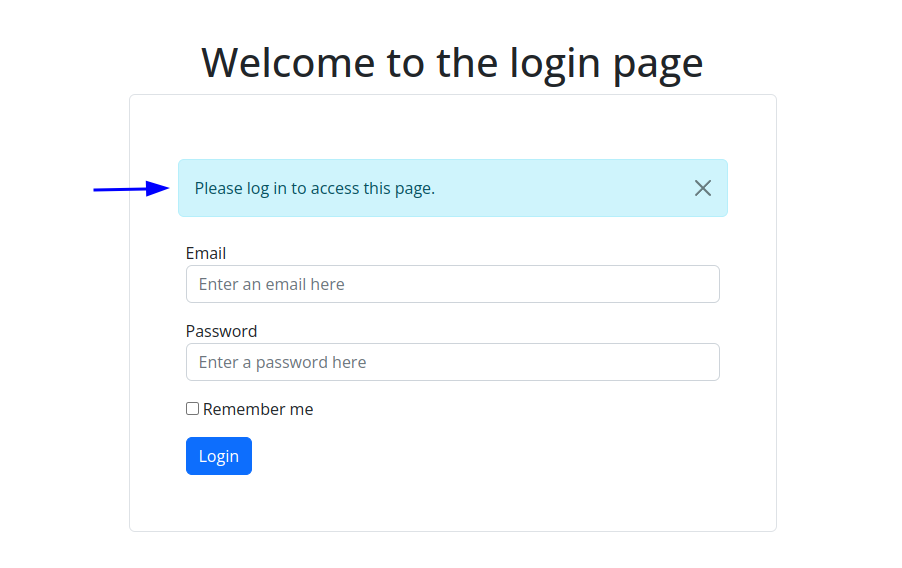 Welcome to the login page
Please log in to access this page.
Email
Enter an email here
Password
Enter a password here
Remember me
Login